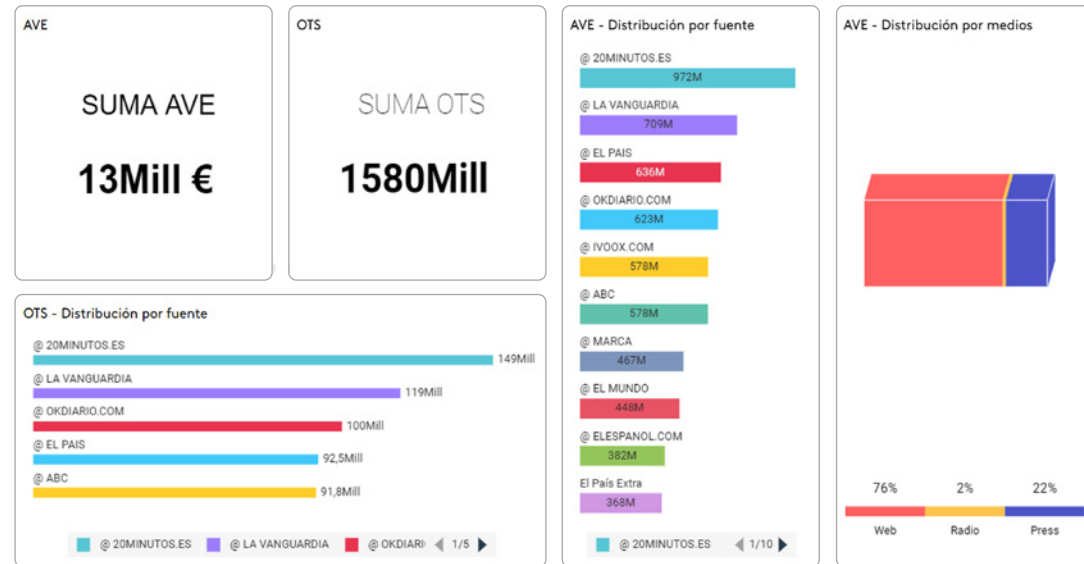 AVE
SUMA AVE
13Mill €
OTS
SUMA OTS
1580Mill
OTS - Distribución por fuente
@ 20MINUTOS.ES
149Mill
@ LA VANGUARDIA
119Mill
@ OKDIARIO.COM
100Mill
@ EL PAIS
92,5Mill
@ ABC
91,8Mill
@ 20MINUTOS.ES @ LA VANGUARDIA @ OKDIARI 1/5
AVE - Distribución por fuente
@ 20MINUTOS.ES
972M
@ LA VANGUARDIA
709M
@ EL PAIS
636M
@ OKDIARIO.COM
623M
@ IVOOX.COM
578M
@ ABC
578M
@ MARCA
467M
@ EL MUNDO
448M
@ ELESPANOL.COM
382M
El País Extra
368M
@ 20MINUTOS.ES 1/10
AVE - Distribución por medios
76% 2% 22%
Web Radio Press